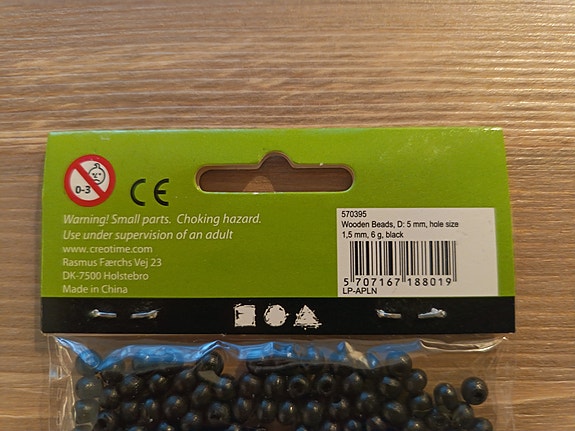 0-3
CE
Warning! Small parts. Choking hazard.
Use under supervision of an adult
www.creotime.com
Rasmus Færchs Vej 23
DK-7500 Holstebro
Made in China
570395
Wooden Beads, D: 5 mm, hole size
1,5 mm, 6 g, black
5 707167 188019
LP-APLN